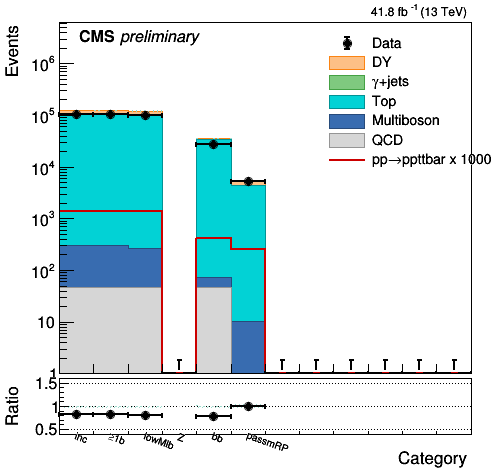 41.8 fb⁻¹ (13 TeV)
CMS preliminary
Events
Data
DY
γ+jets
Top
Multiboson
QCD
pp→ppttbar x 1000
10⁶
10⁵
10⁴
10³
10²
10
1
Ratio
1.5
1
0.5
inc ≥1b lowMlb Z bb passmRP
Category